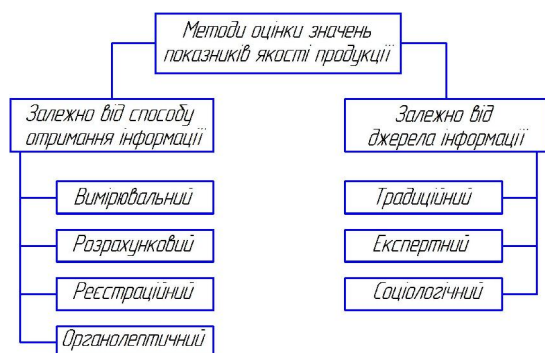 Методи оцінки значень
показників якості продукції
Залежно від способу
отримання інформації
Вимірювальний
Розрахунковий
Реєстраційний
Органолептичний
Залежно від
джерела інформації
Традиційний
Експертний
Соціологічний